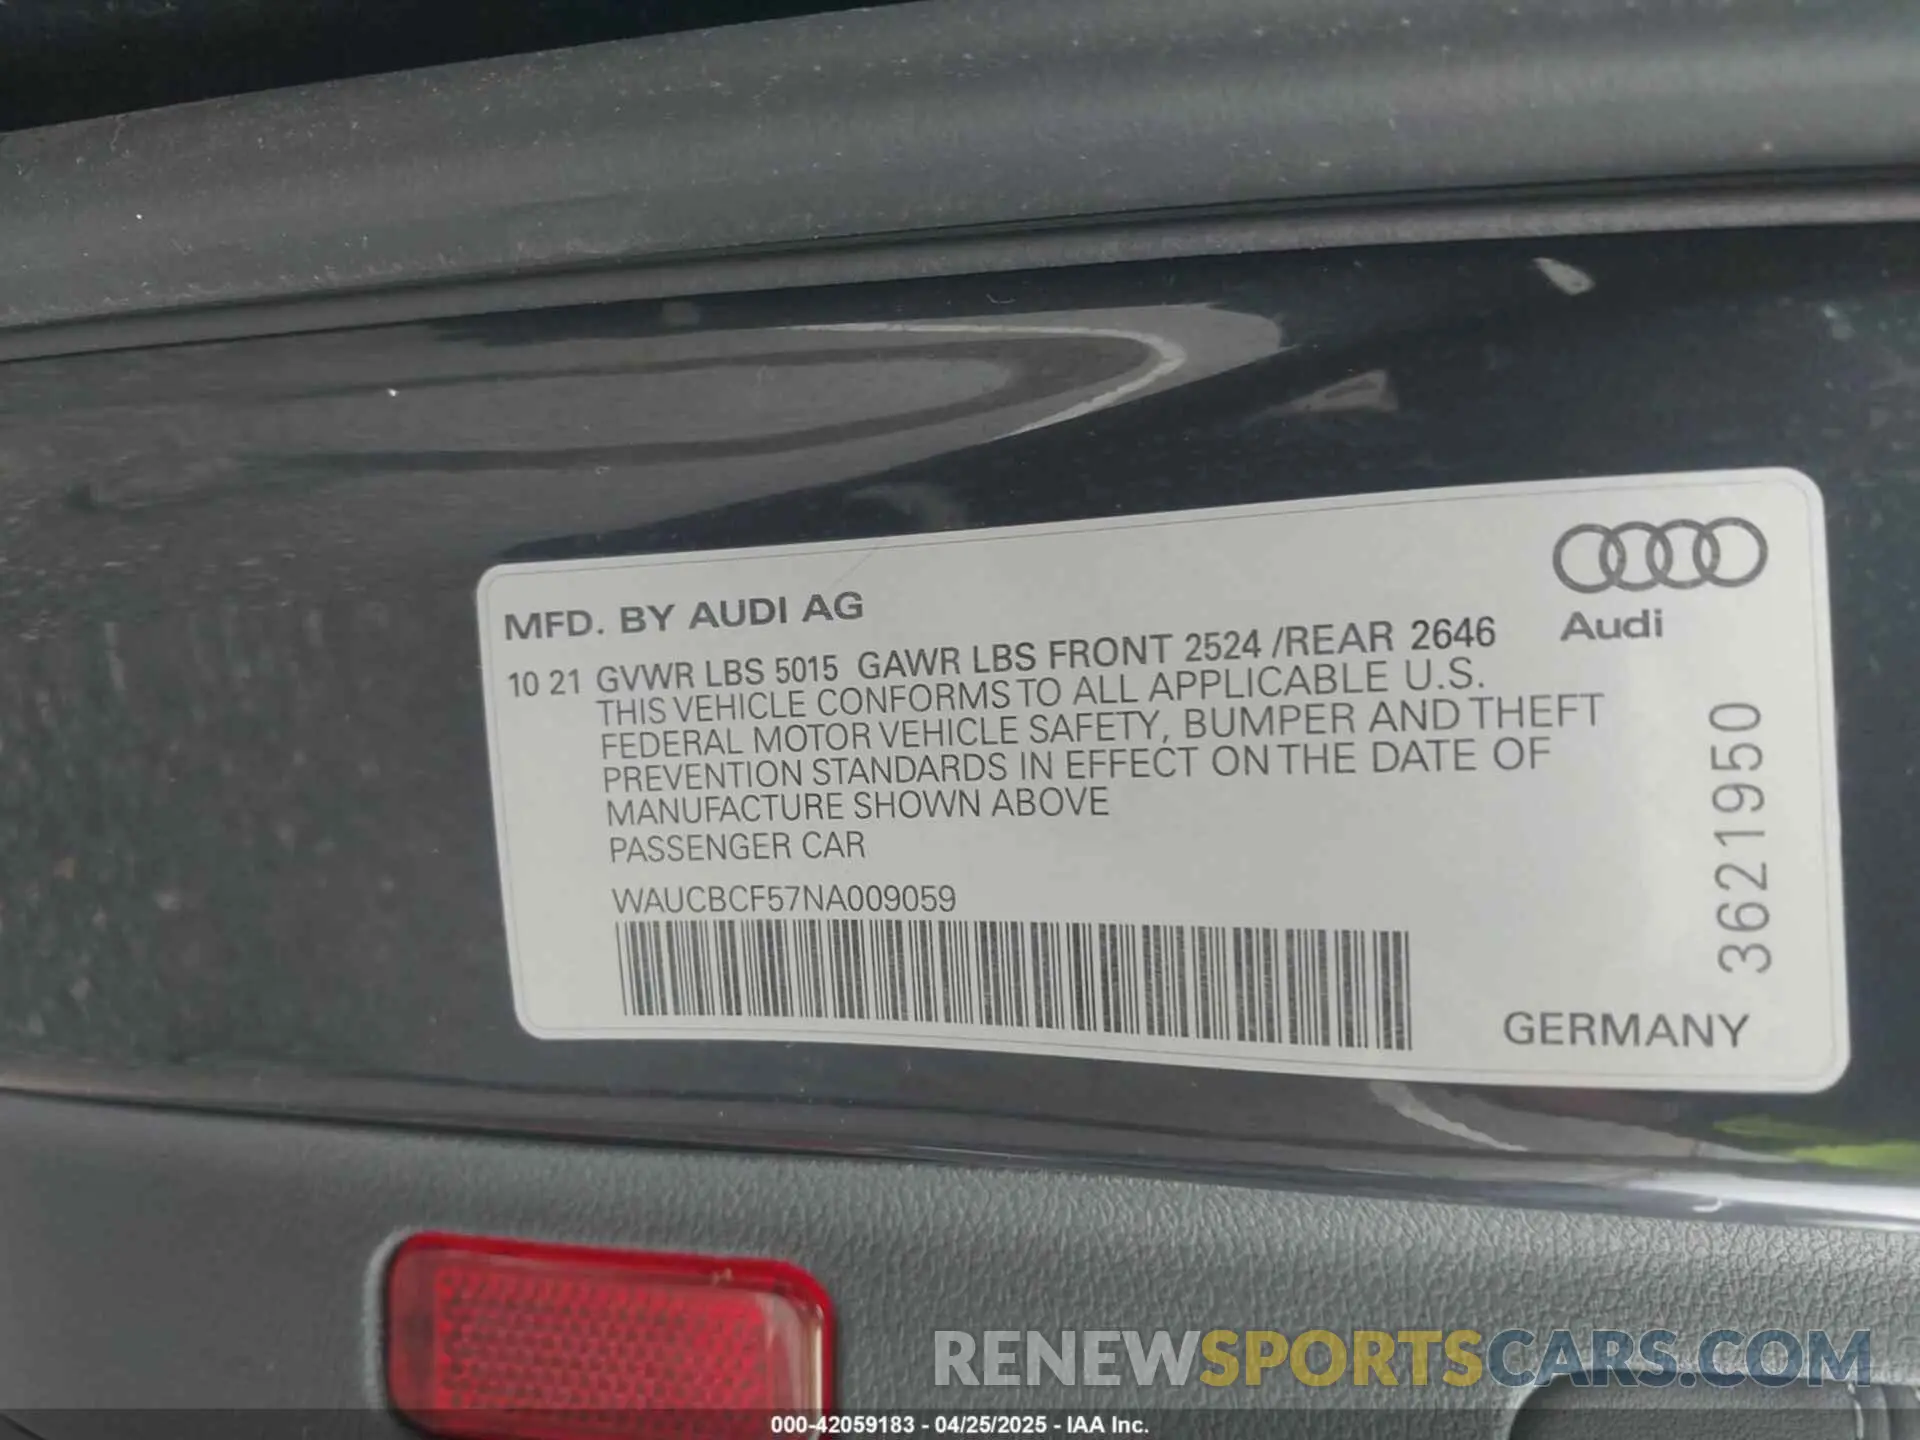 MFD. BY AUDI AG
Audi
10 21 GVWR LBS 5015 GAWR LBS FRONT 2524 /REAR 2646
THIS VEHICLE CONFORMS TO ALL APPLICABLE U.S.
FEDERAL MOTOR VEHICLE SAFETY, BUMPER AND THEFT
PREVENTION STANDARDS IN EFFECT ON THE DATE OF
MANUFACTURE SHOWN ABOVE
PASSENGER CAR
WAUCBCF57NA009059
3621950
GERMANY
RENEWSPORTSCARS.COM
000-42059183 - 04/25/2025 - IAA Inc.